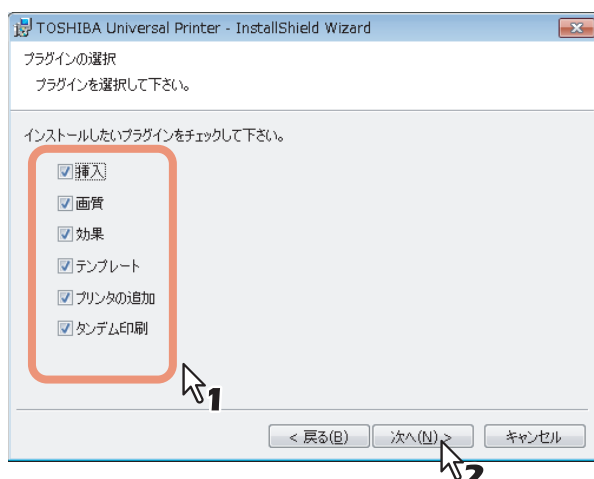 TOSHIBA Universal Printer - InstallShield Wizard
プラグインの選択
プラグインを選択して下さい。
インストールしたいプラグインをチェックして下さい。
挿入
画質
効果
テンプレート
プリンタの追加
タンデム印刷
1
< 戻る(B) 次へ(N) > キャンセル
2